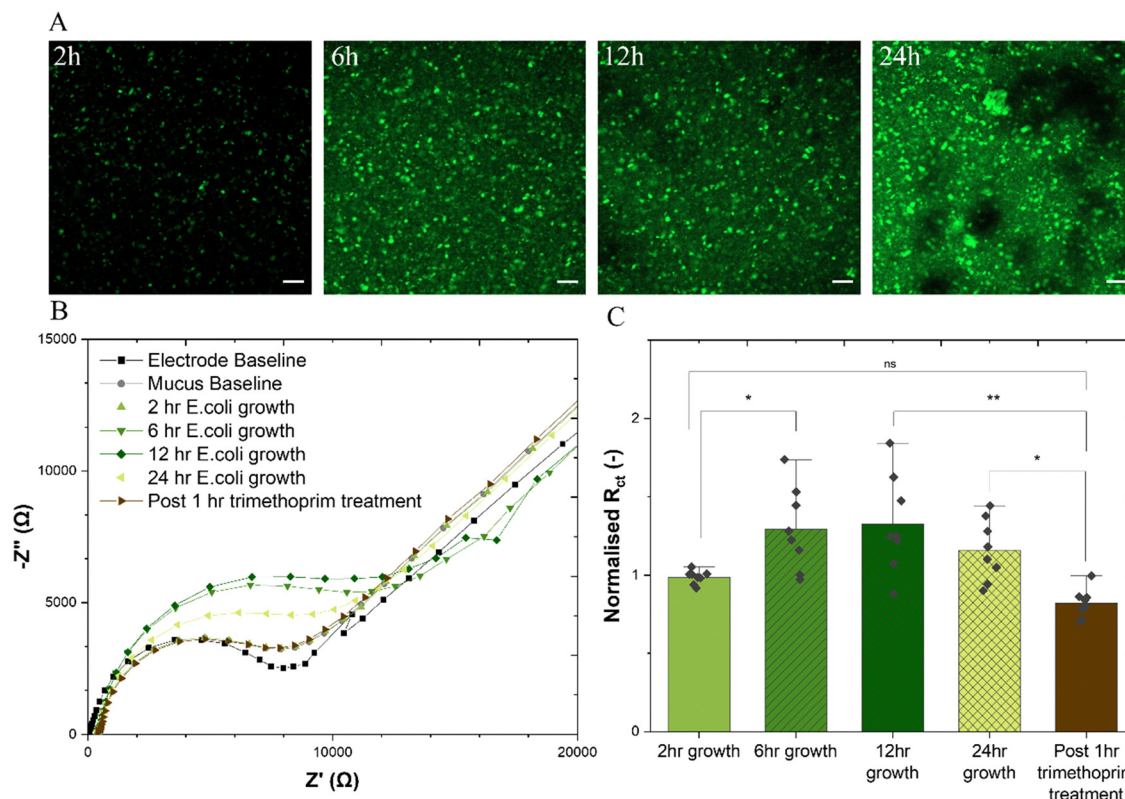 A
2h
6h
12h
24h
B
15000
10000
5000
0
-Z" (Ω)
Electrode Baseline
Mucus Baseline
2 hr E.coli growth
6 hr E.coli growth
12 hr E.coli growth
24 hr E.coli growth
Post 1 hr trimethoprim treatment
0
10000
20000
Z' (Ω)
C
ns
*
**
*
2
1
0
Normalised Rct (-)
2hr growth
6hr growth
12hr
growth
24hr
growth
Post 1hr
trimethoprim
treatment